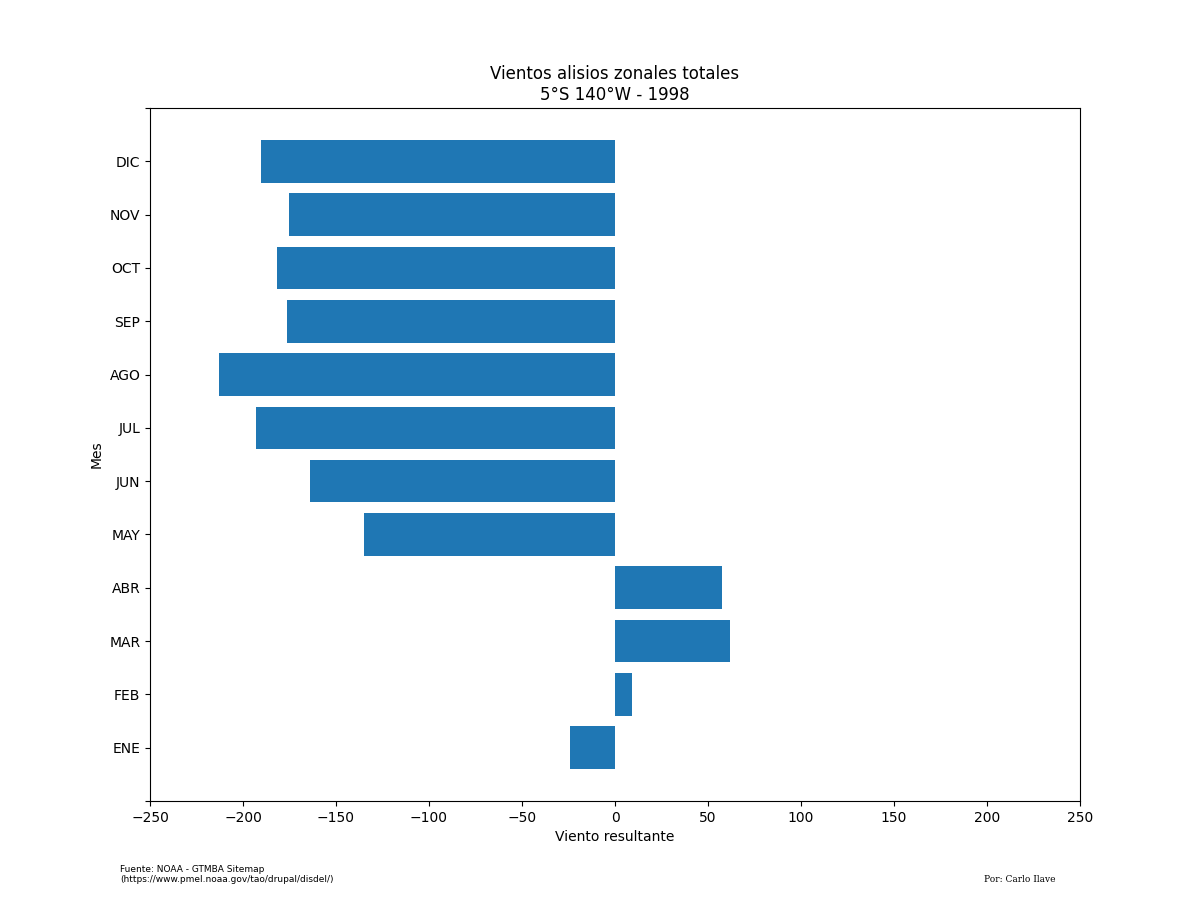 Vientos alisios zonales totales
5°S 140°W - 1998
DIC
NOV
OCT
SEP
AGO
JUL
JUN
MAY
ABR
MAR
FEB
ENE
Mes
−250 −200 −150 −100 −50 0 50 100 150 200 250
Viento resultante
Fuente: NOAA - GTMBA Sitemap
(https://www.pmel.noaa.gov/tao/drupal/disdel/)
Por: Carlo Ilave